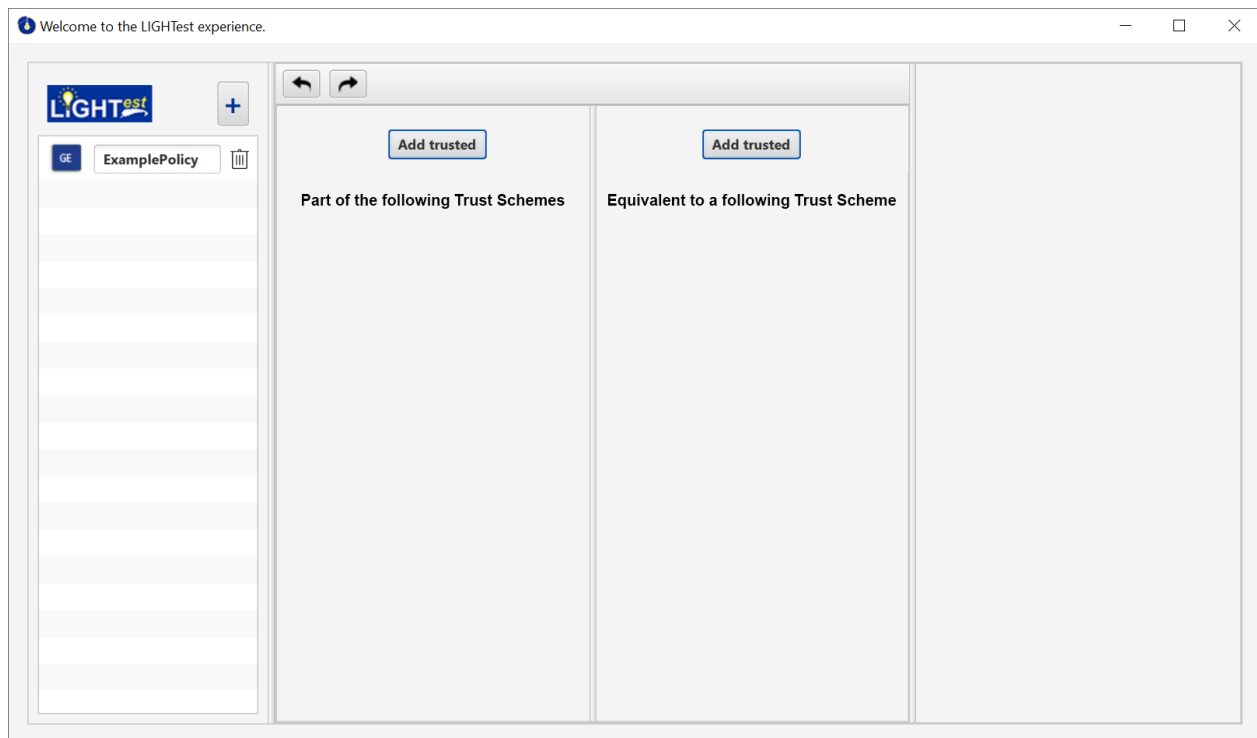 Welcome to the LIGHTest experience.
LIGHTest
+
GE
ExamplePolicy
Add trusted
Part of the following Trust Schemes
Add trusted
Equivalent to a following Trust Scheme